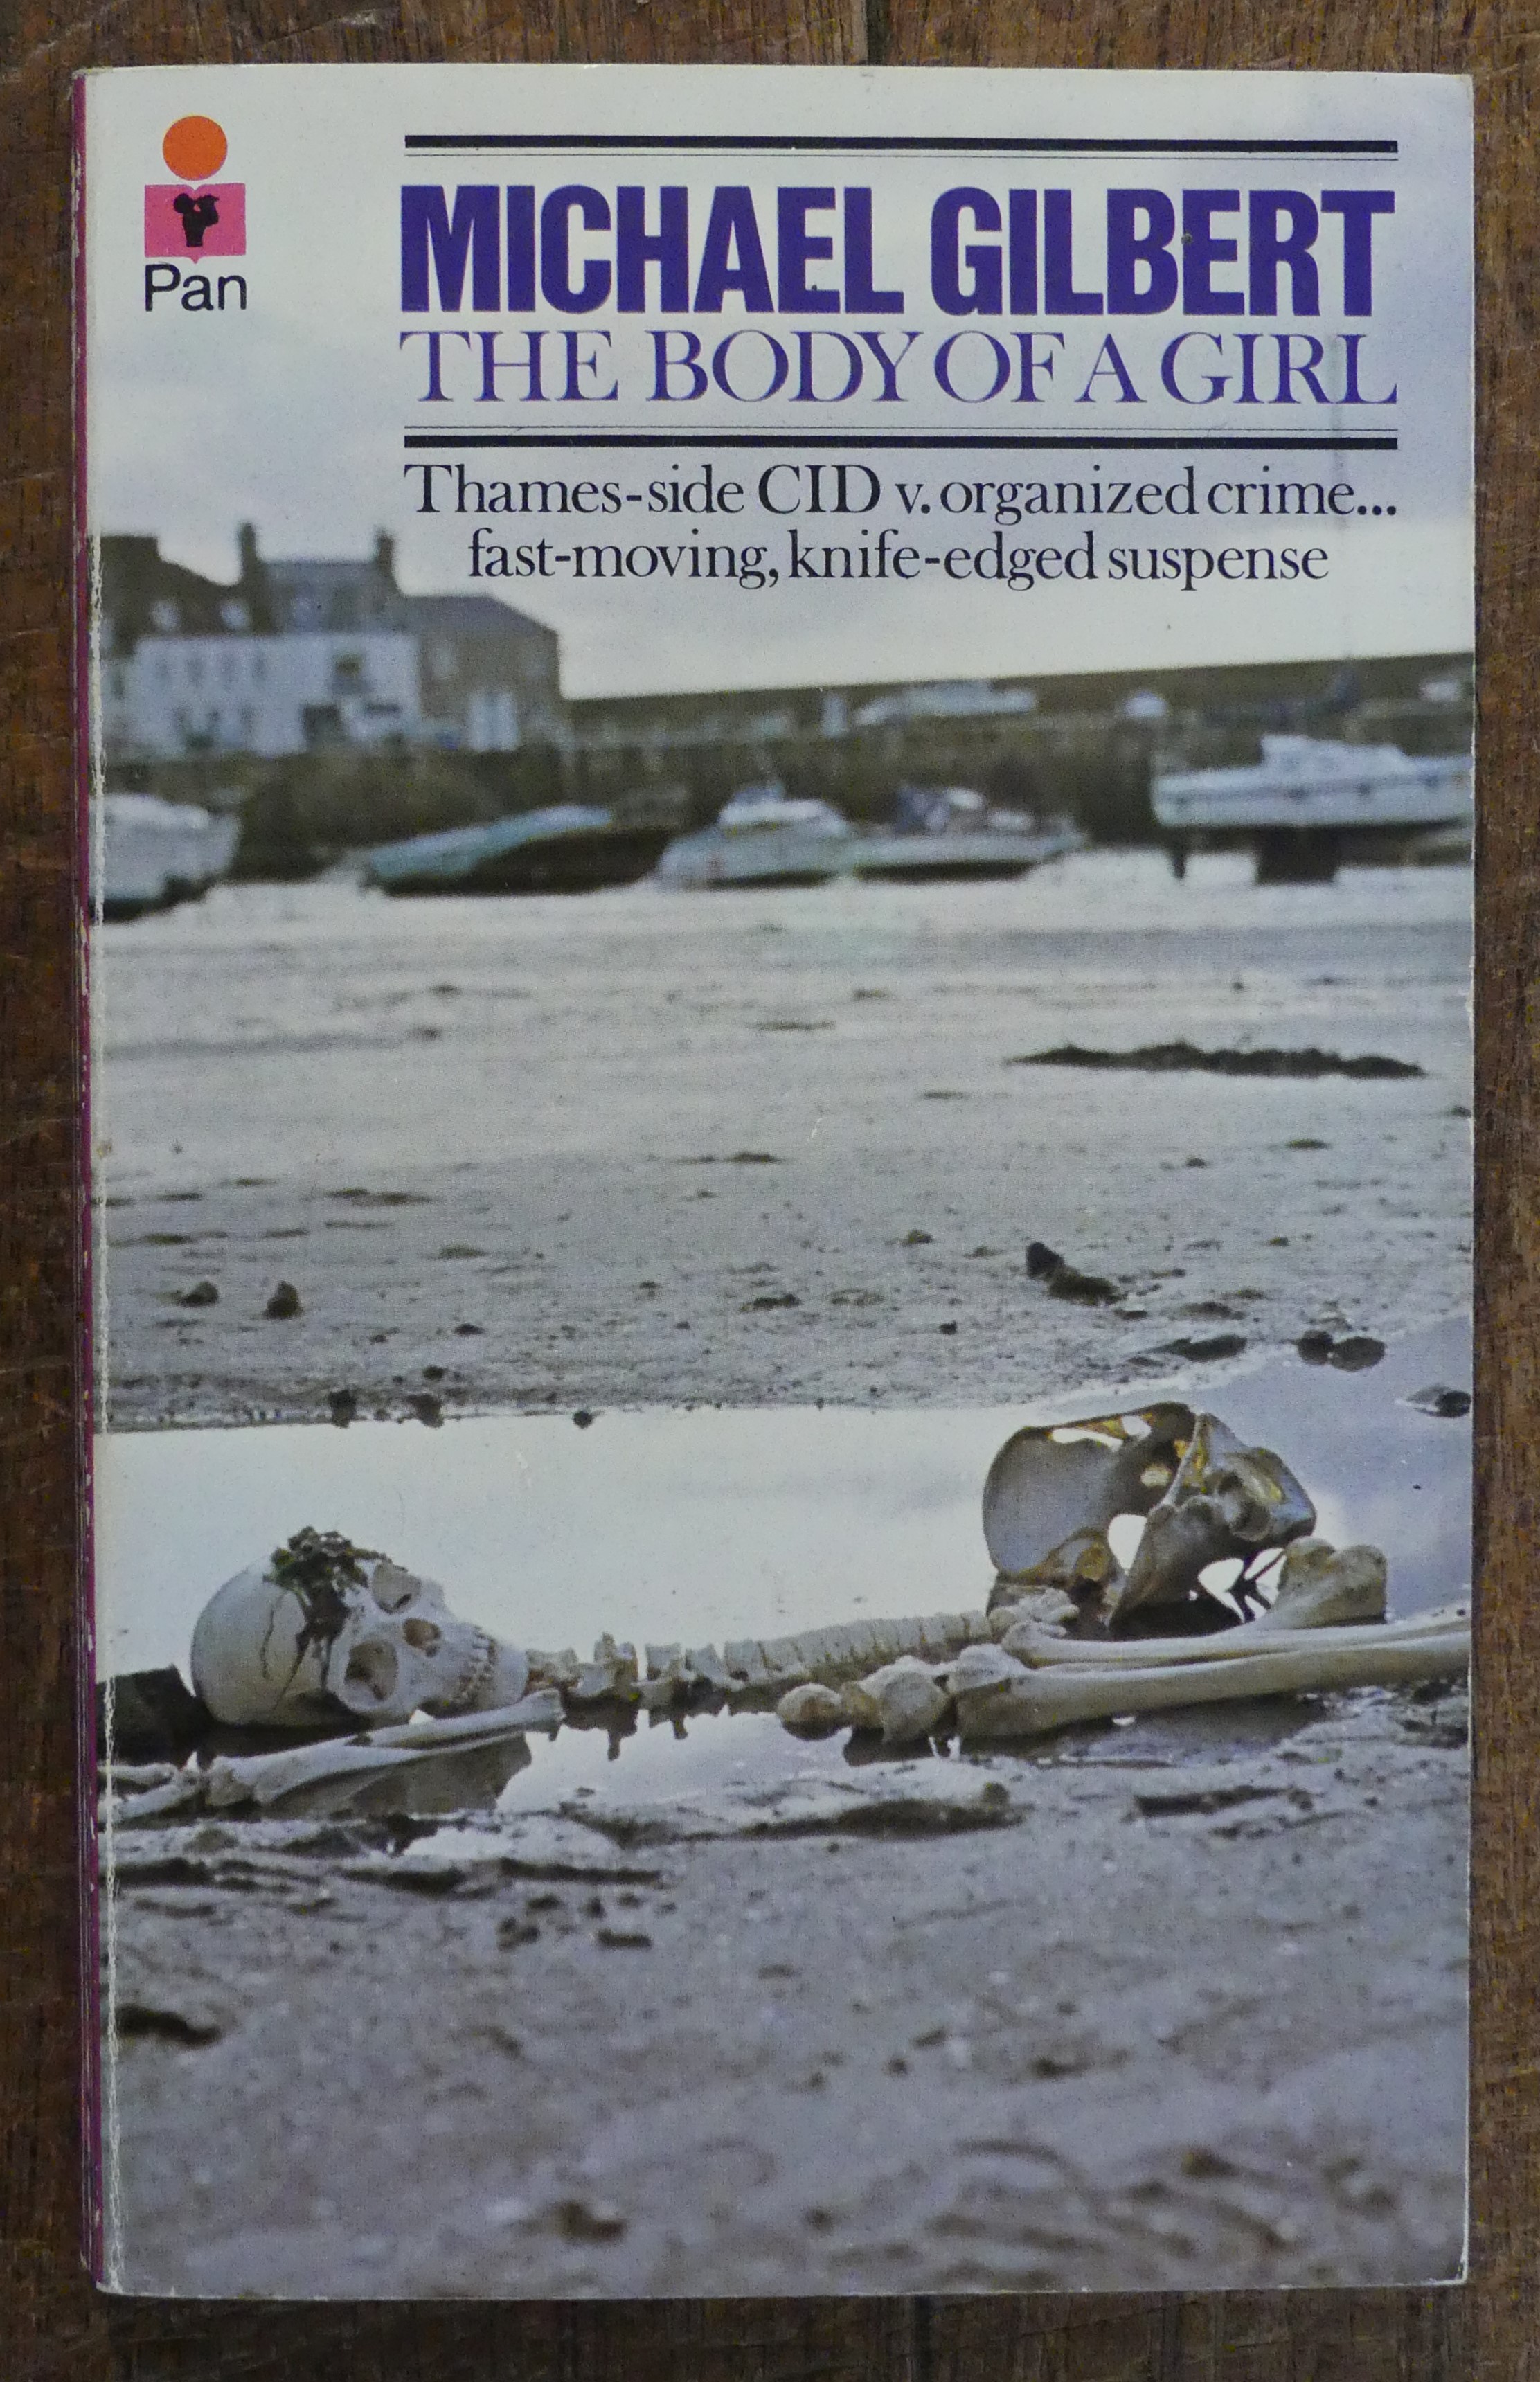 Pan
MICHAEL GILBERT
THE BODY OF A GIRL
Thames-side CID v. organized crime...
fast-moving, knife-edged suspense